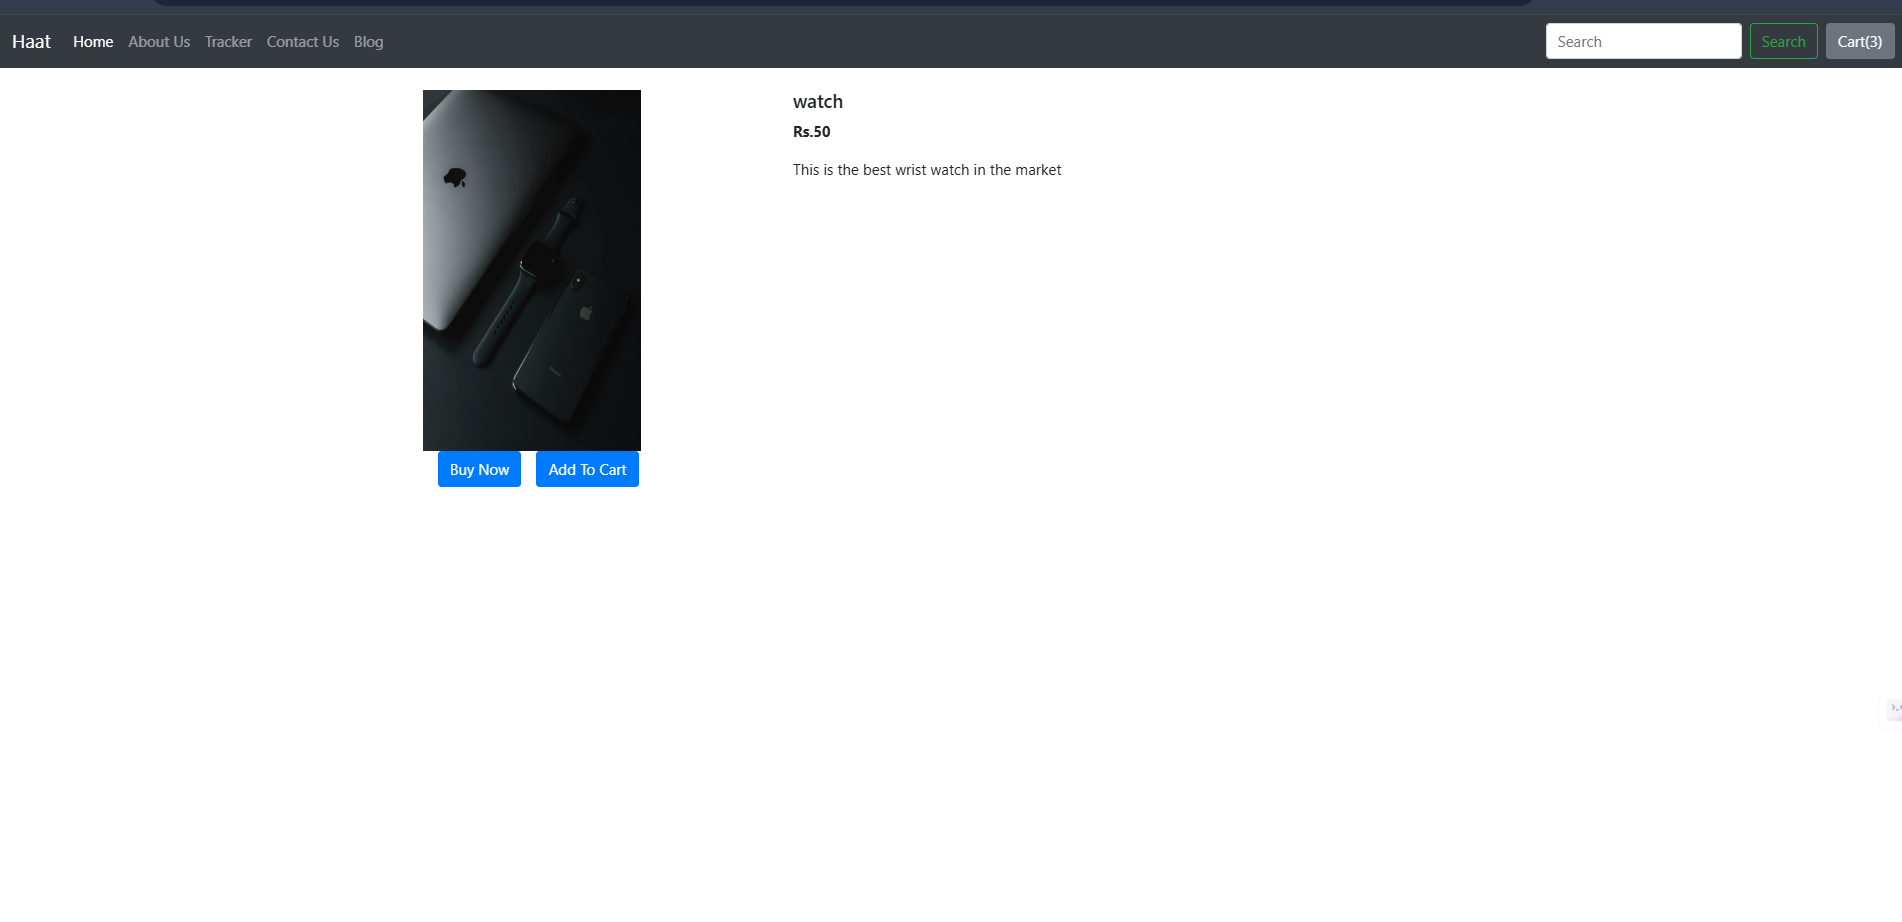 Haat Home About Us Tracker Contact Us Blog Search Search Cart(3)
watch
Rs.50
This is the best wrist watch in the market
Buy Now Add To Cart